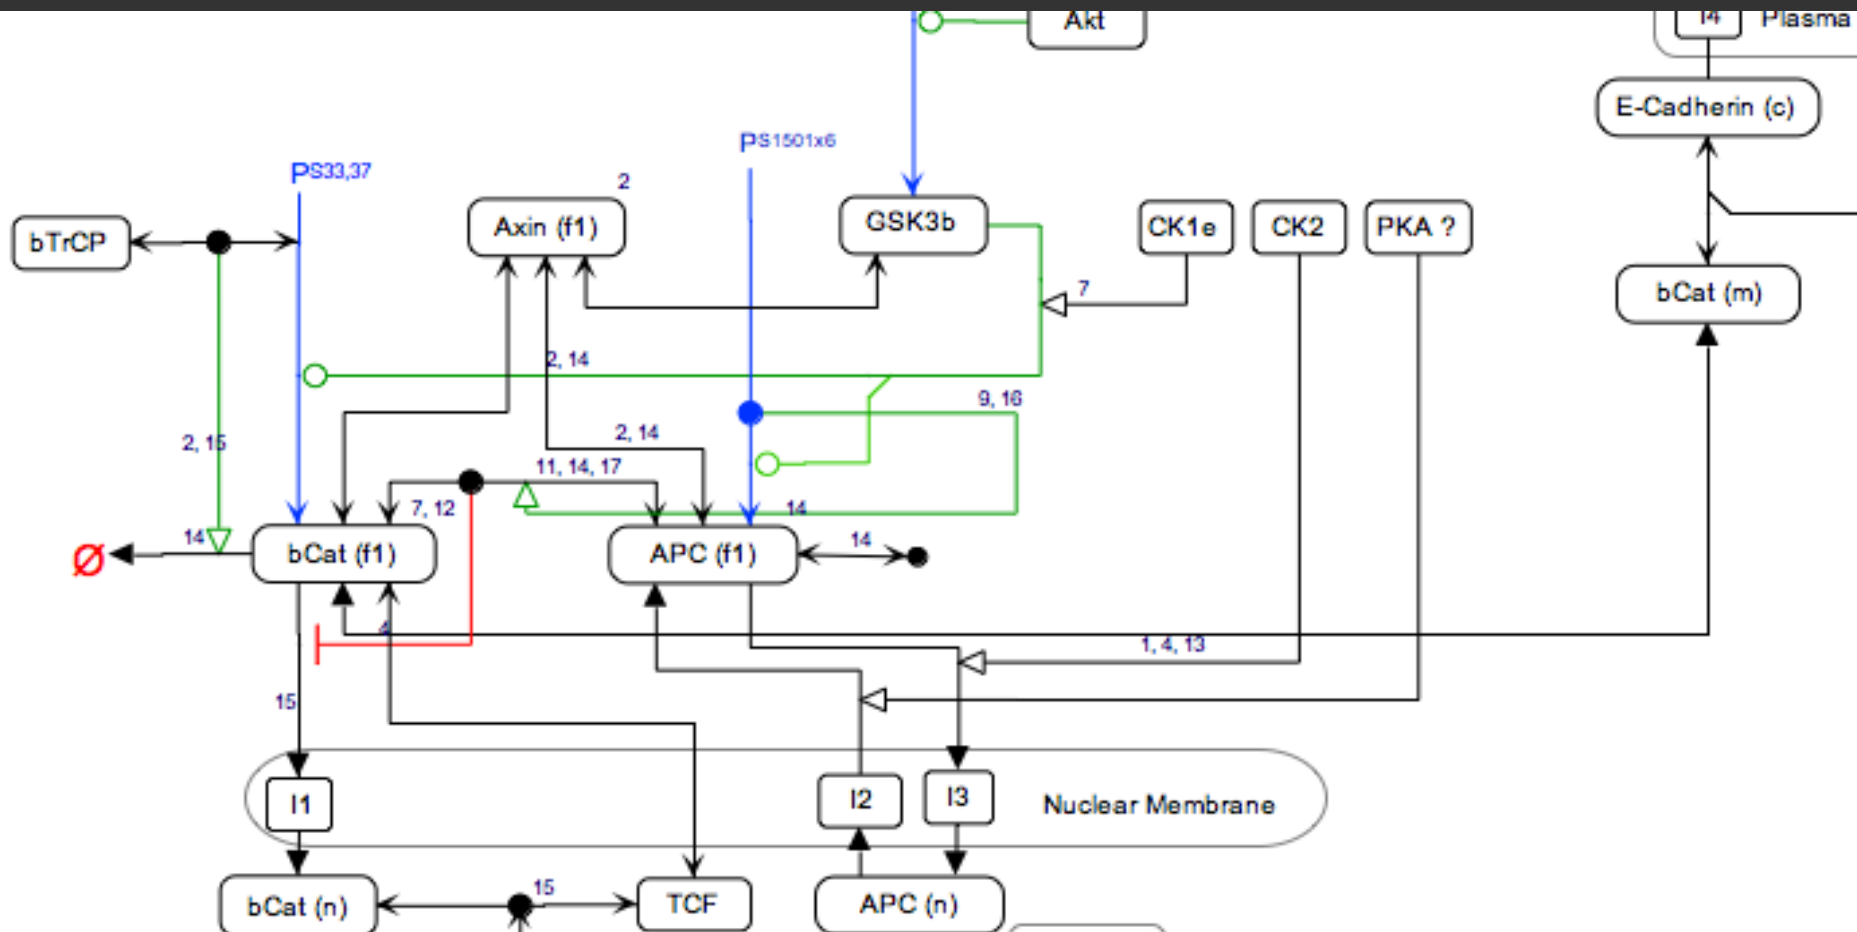 Akt
I4
Plasma
E-Cadherin (c)
PS1501x6
PS33,37
2
bTrCP
Axin (f1)
GSK3b
CK1e
CK2
PKA ?
bCat (m)
7
2, 14
9, 16
2, 15
2, 14
11, 14, 17
7, 12
14
14
Ø
bCat (f1)
APC (f1)
14
4
1, 4, 13
15
I1
I2
I3
Nuclear Membrane
15
bCat (n)
TCF
APC (n)